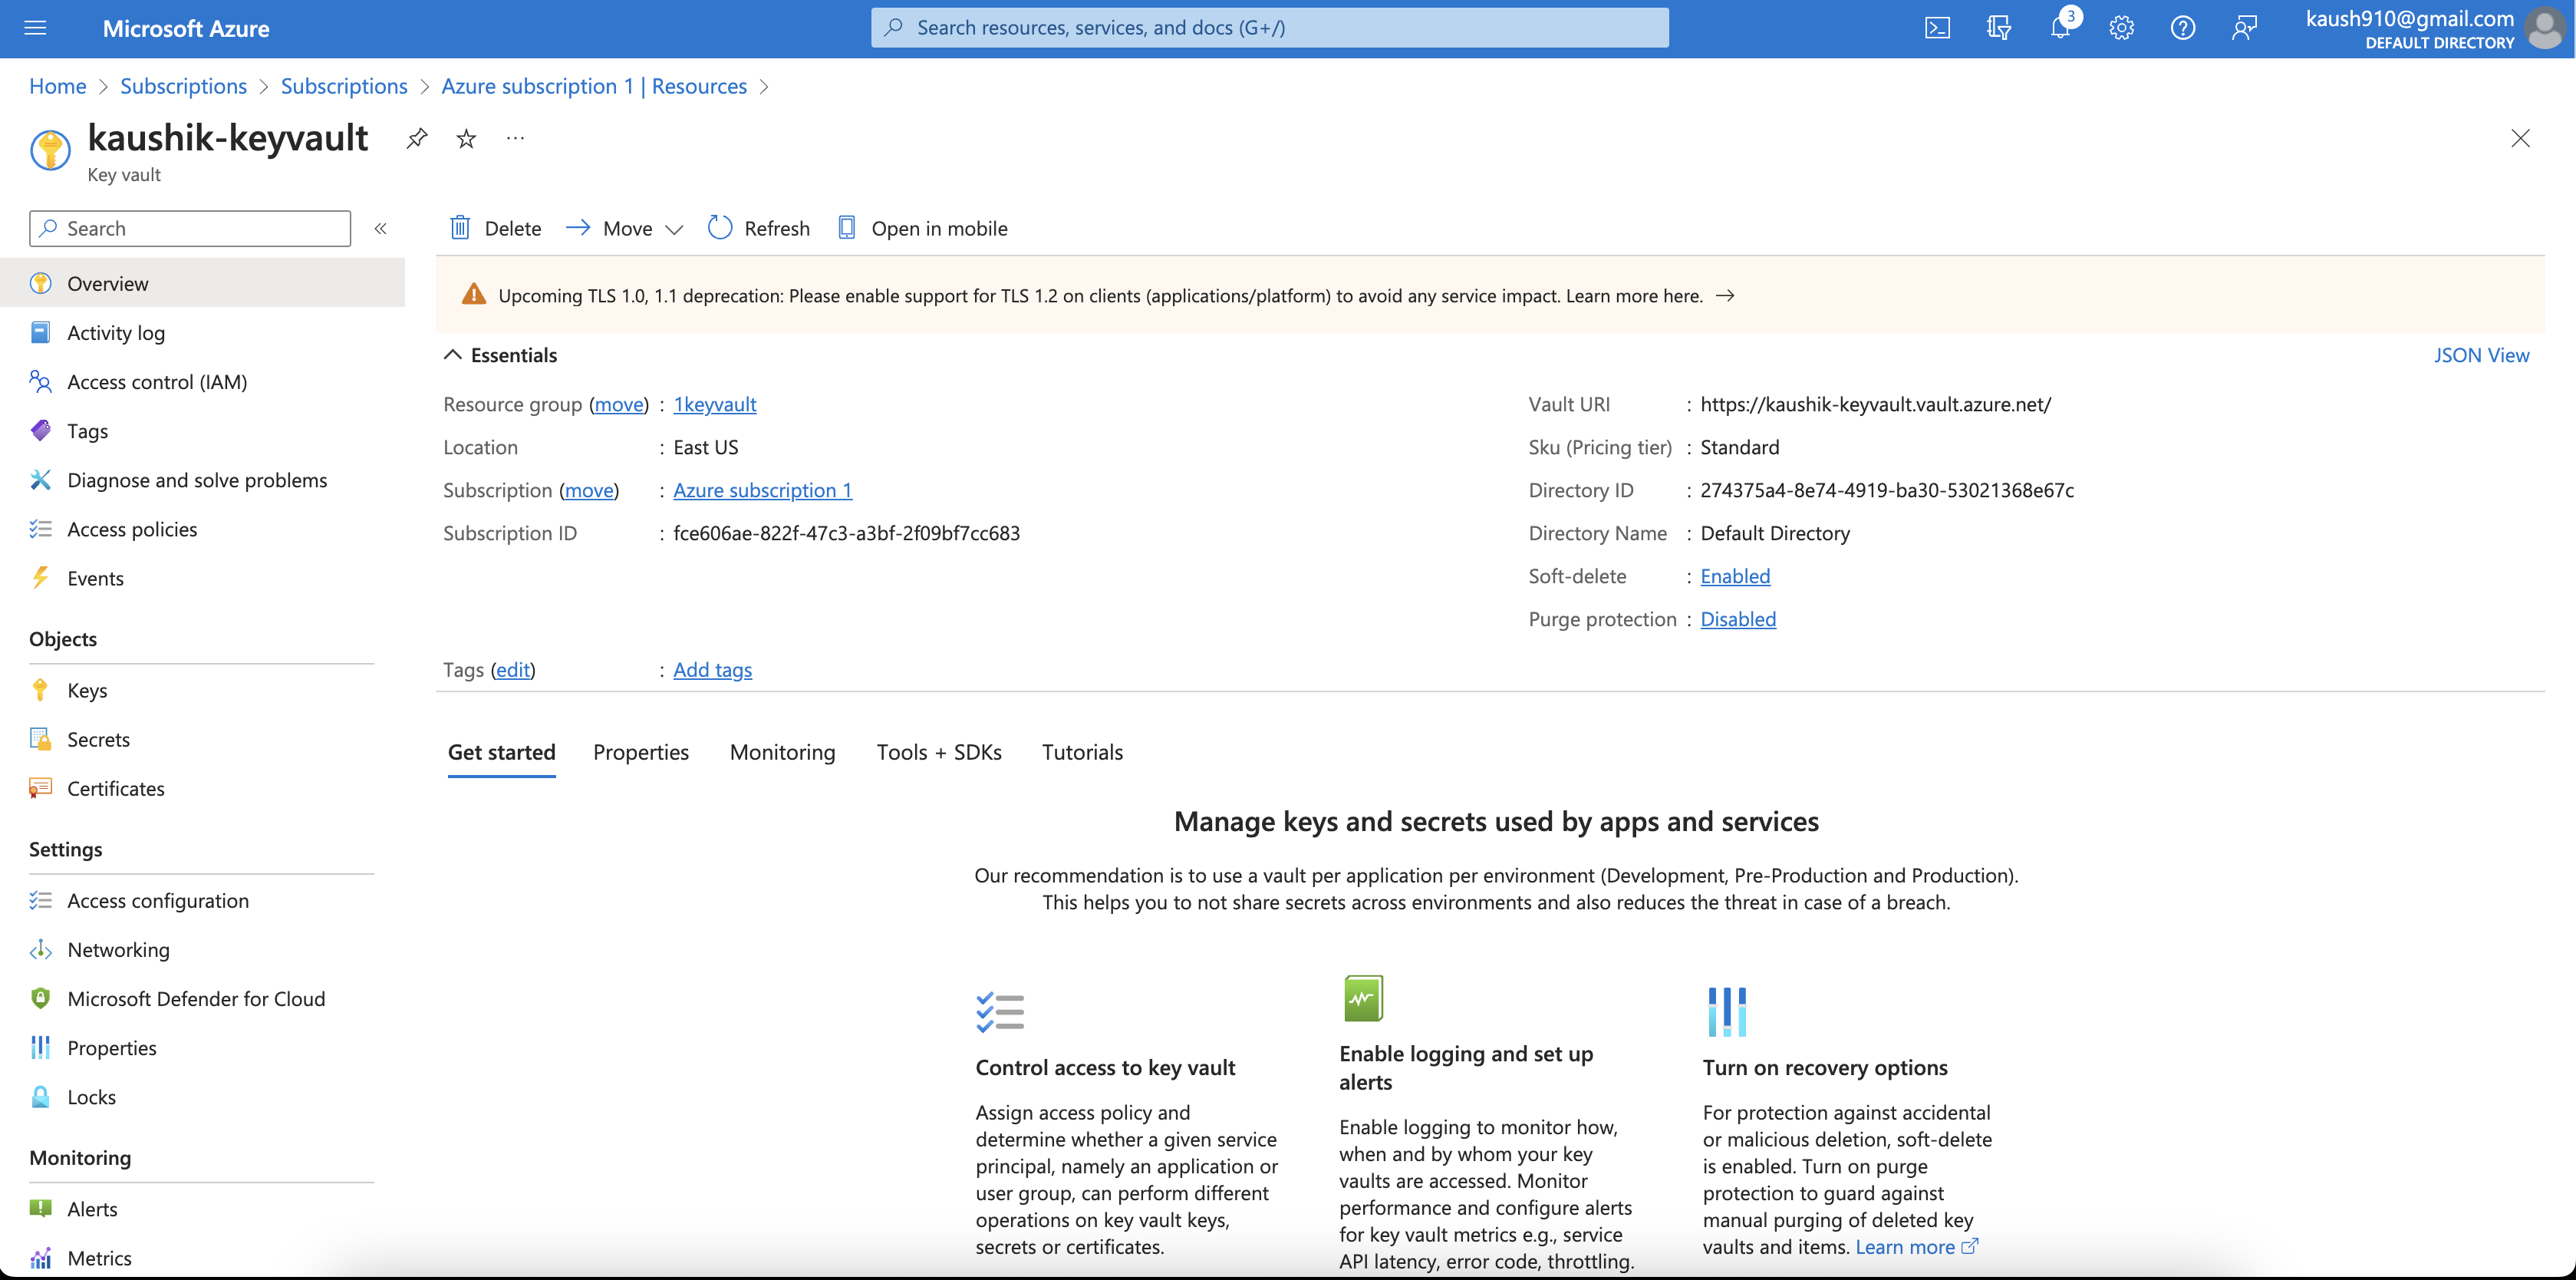 Microsoft Azure
Search resources, services, and docs (G+/)
3
kaush910@gmail.com
DEFAULT DIRECTORY
Home > Subscriptions > Subscriptions > Azure subscription 1 | Resources >
kaushik-keyvault
Key vault
Search
Overview
Activity log
Access control (IAM)
Tags
Diagnose and solve problems
Access policies
Events
Objects
Keys
Secrets
Certificates
Settings
Access configuration
Networking
Microsoft Defender for Cloud
Properties
Locks
Monitoring
Alerts
Metrics
Delete Move Refresh Open in mobile
Upcoming TLS 1.0, 1.1 deprecation: Please enable support for TLS 1.2 on clients (applications/platform) to avoid any service impact. Learn more here. →
Essentials
JSON View
Resource group (move) : 1keyvault
Location : East US
Subscription (move) : Azure subscription 1
Subscription ID : fce606ae-822f-47c3-a3bf-2f09bf7cc683
Vault URI : https://kaushik-keyvault.vault.azure.net/
Sku (Pricing tier) : Standard
Directory ID : 274375a4-8e74-4919-ba30-53021368e67c
Directory Name : Default Directory
Soft-delete : Enabled
Purge protection : Disabled
Tags (edit) : Add tags
Get started Properties Monitoring Tools + SDKs Tutorials
Manage keys and secrets used by apps and services
Our recommendation is to use a vault per application per environment (Development, Pre-Production and Production).
This helps you to not share secrets across environments and also reduces the threat in case of a breach.
Control access to key vault
Assign access policy and
determine whether a given service
principal, namely an application or
user group, can perform different
operations on key vault keys,
secrets or certificates.
Enable logging and set up
alerts
Enable logging to monitor how,
when and by whom your key
vaults are accessed. Monitor
performance and configure alerts
for key vault metrics e.g., service
API latency, error code, throttling.
Turn on recovery options
For protection against accidental
or malicious deletion, soft-delete
is enabled. Turn on purge
protection to guard against
manual purging of deleted key
vaults and items. Learn more